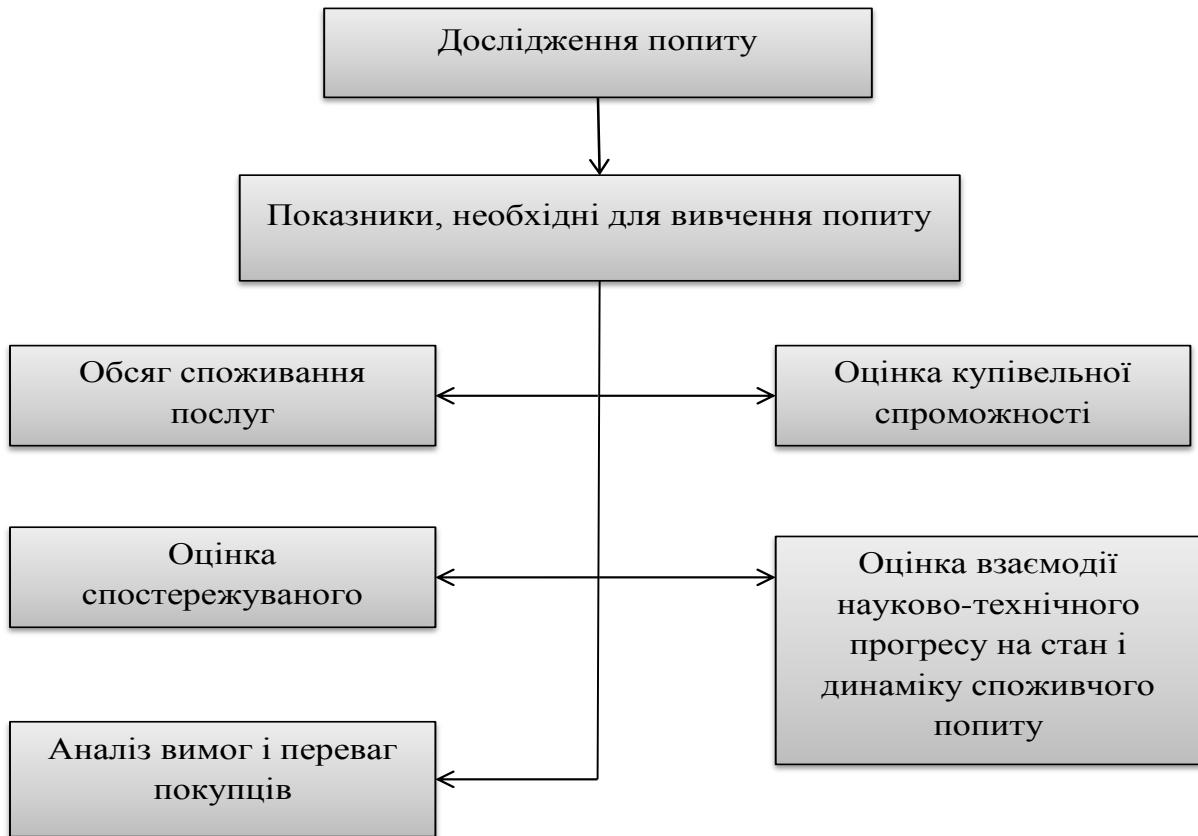 Дослідження попиту
Показники, необхідні для вивчення попиту
Обсяг споживання
послуг
Оцінка купівельної
спроможності
Оцінка
спостережуваного
Оцінка взаємодії
науково-технічного
прогресу на стан і
динаміку споживчого
попиту
Аналіз вимог і переваг
покупців